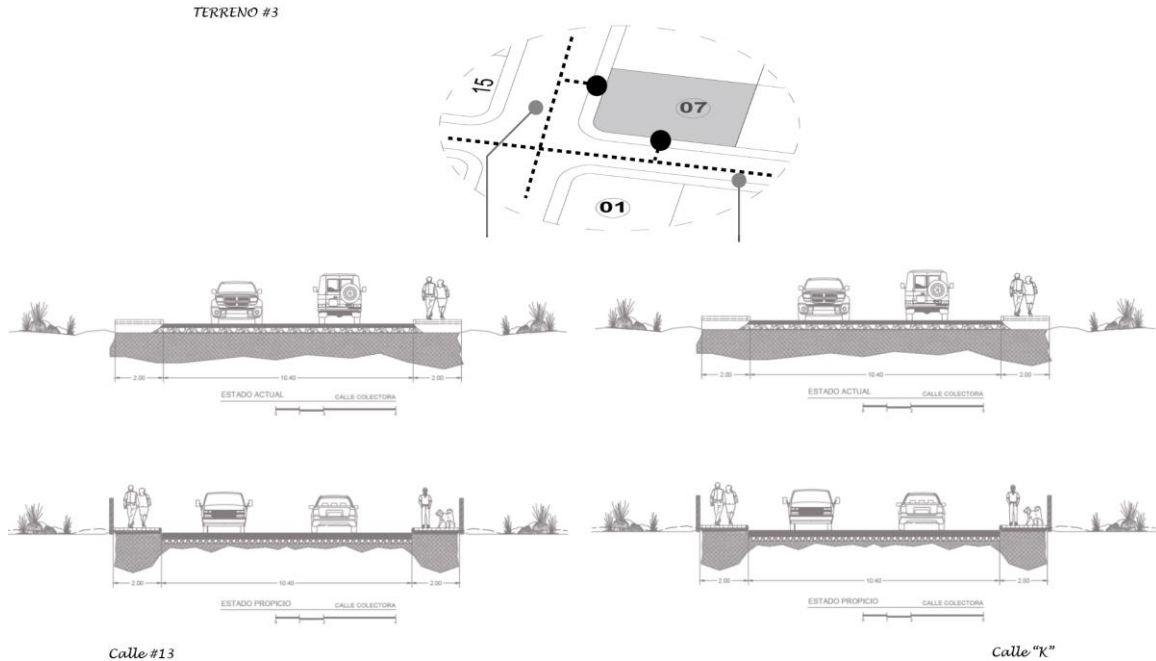 TERRENO #3
15
07
01
2.00 10.40 2.00
ESTADO ACTUAL CALLE COLECTORA
2.00 10.40 2.00
ESTADO ACTUAL CALLE COLECTORA
2.00 10.40 2.00
ESTADO PROPICIO CALLE COLECTORA
2.00 10.40 2.00
ESTADO PROPICIO CALLE COLECTORA
Calle #13
Calle "K"